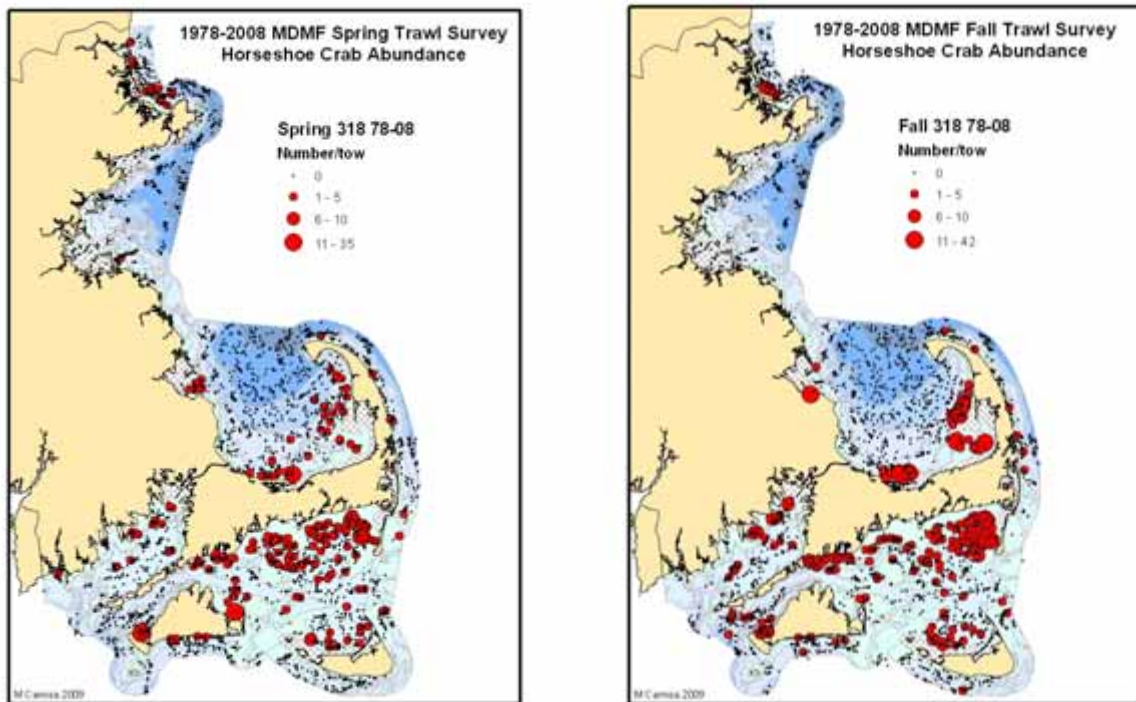 1978-2008 MDMF Spring Trawl Survey
Horseshoe Crab Abundance
Spring 318 78-08
Number/tow
0
1 - 5
6 - 10
11 - 35
M Camisa 2009
1978-2008 MDMF Fall Trawl Survey
Horseshoe Crab Abundance
Fall 318 78-08
Number/tow
0
1 - 5
6 - 10
11 - 42
M Camisa 2009